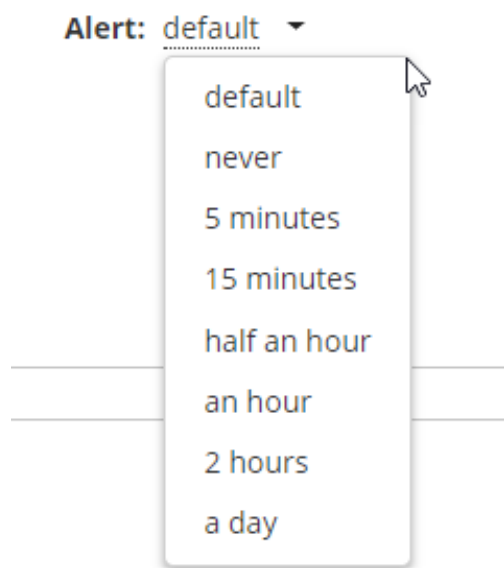 Alert: default
default
never
5 minutes
15 minutes
half an hour
an hour
2 hours
a day